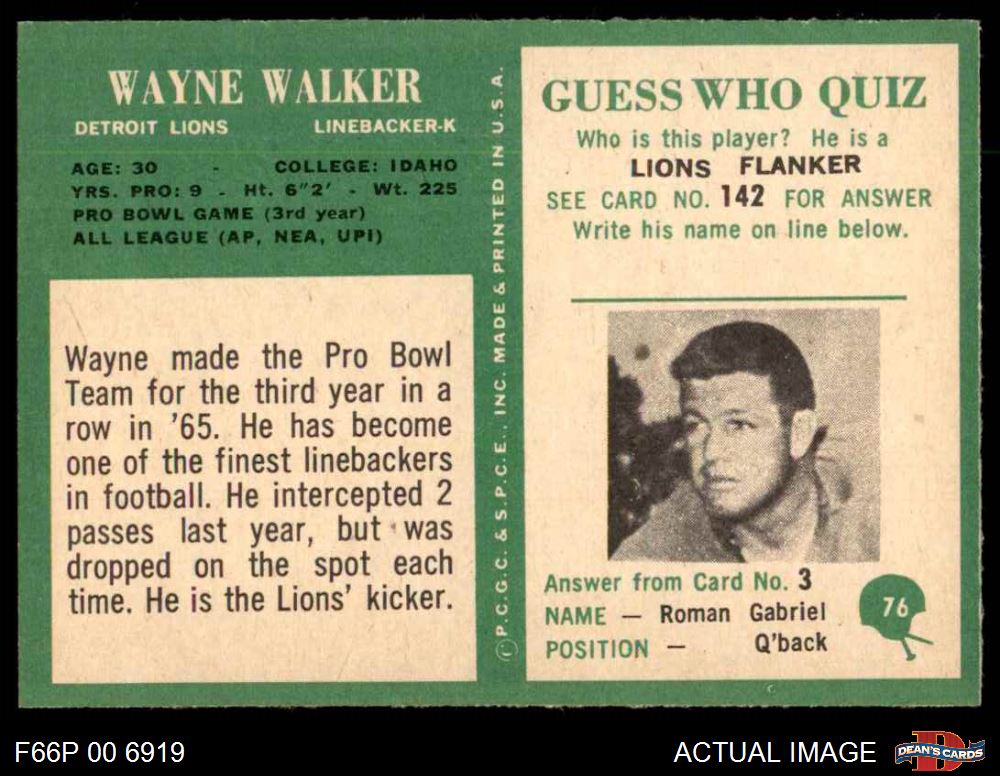 WAYNE WALKER
DETROIT LIONS LINEBACKER-K
AGE: 30 - COLLEGE: IDAHO
YRS. PRO: 9 - Ht. 6"2' - Wt. 225
PRO BOWL GAME (3rd year)
ALL LEAGUE (AP, NEA, UPI)
Wayne made the Pro Bowl
Team for the third year in a
row in '65. He has become
one of the finest linebackers
in football. He intercepted 2
passes last year, but was
dropped on the spot each
time. He is the Lions' kicker.
© P.C.G.C. & S.P.C.E., INC. MADE & PRINTED IN U.S.A.
GUESS WHO QUIZ
Who is this player? He is a
LIONS FLANKER
SEE CARD NO. 142 FOR ANSWER
Write his name on line below.
Answer from Card No. 3
NAME — Roman Gabriel
POSITION — Q'back
76
F66P 00 6919
ACTUAL IMAGE
D
DEAN'S CARDS